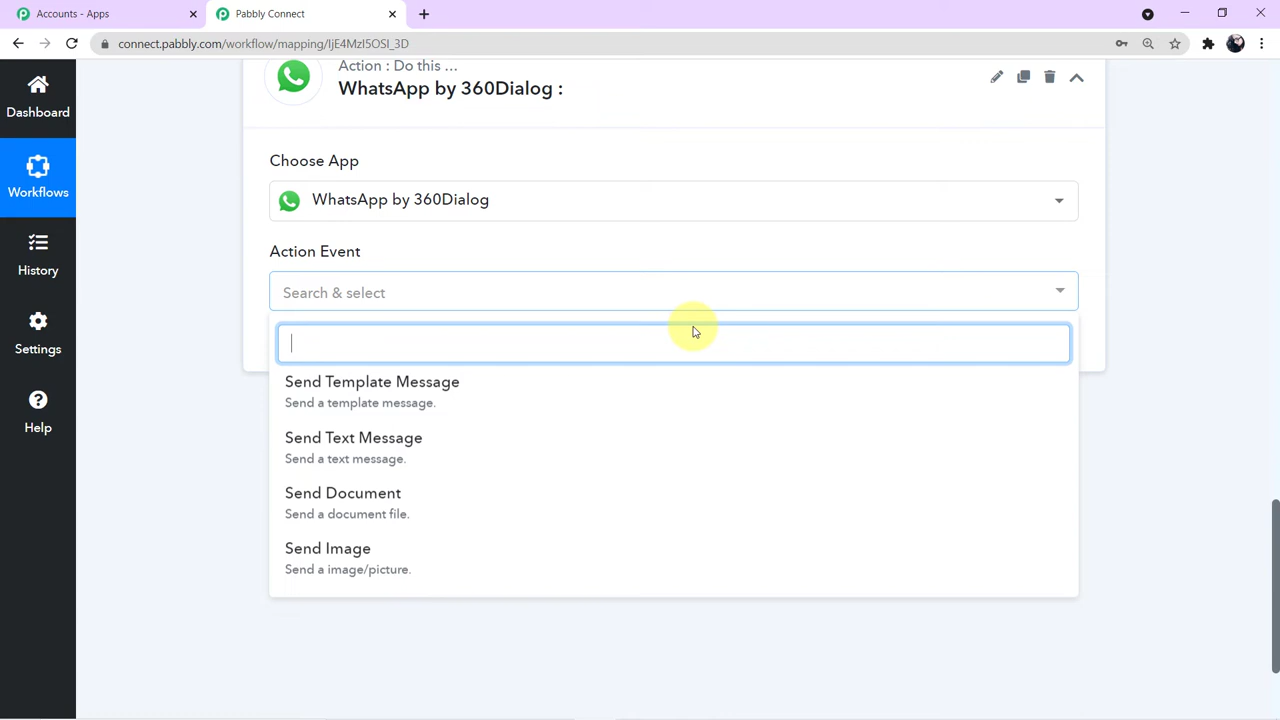 Accounts - Apps
Pabbly Connect
connect.pabbly.com/workflow/mapping/IjE4MzI5OSI_3D
Dashboard
Workflows
History
Settings
Help
Action : Do this ...
WhatsApp by 360Dialog :
Choose App
WhatsApp by 360Dialog
Action Event
Search & select
Send Template Message
Send a template message.
Send Text Message
Send a text message.
Send Document
Send a document file.
Send Image
Send a image/picture.